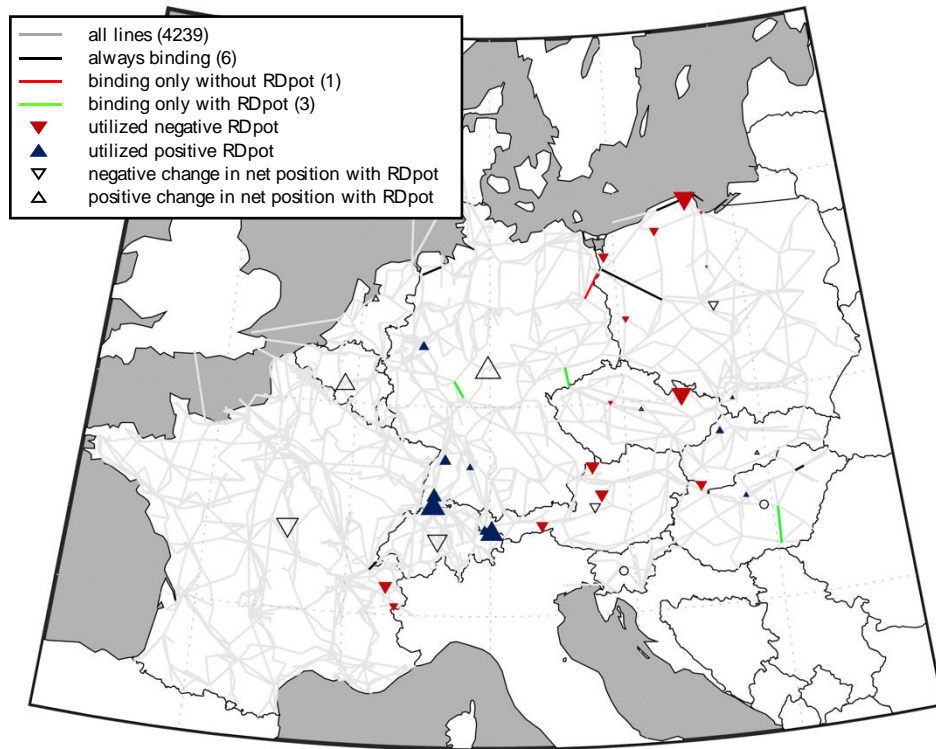 all lines (4239)
always binding (6)
binding only without RDpot (1)
binding only with RDpot (3)
utilized negative RDpot
utilized positive RDpot
negative change in net position with RDpot
positive change in net position with RDpot